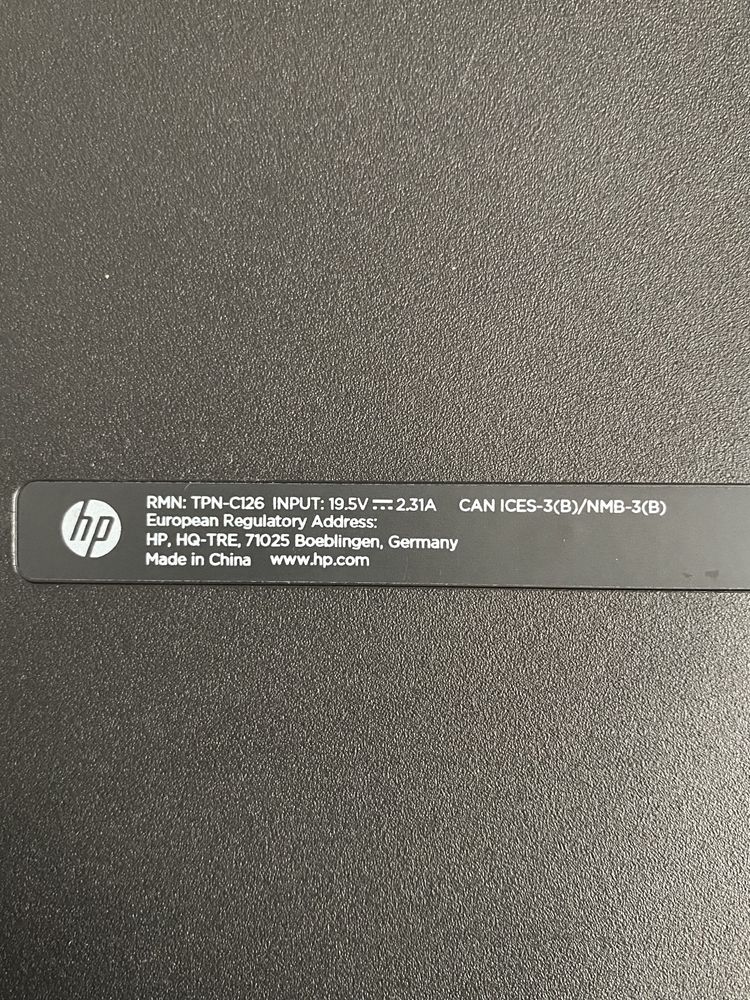 hp
RMN: TPN-C126 INPUT: 19.5V ⎓ 2.31A CAN ICES-3(B)/NMB-3(B)
European Regulatory Address:
HP, HQ-TRE, 71025 Boeblingen, Germany
Made in China www.hp.com